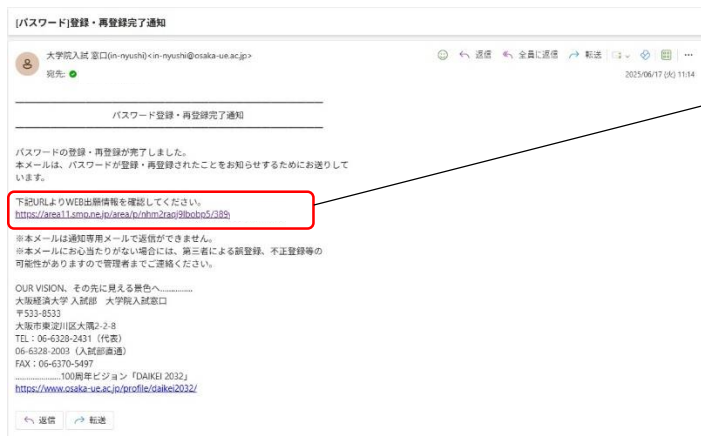 [パスワード]登録・再登録完了通知
大学院入試 窓口(in-nyushi)<in-nyushi@osaka-ue.ac.jp>
宛先:
返信 全員に返信 転送
2025/06/17 (火) 11:14
パスワード登録・再登録完了通知
パスワードの登録・再登録が完了しました。
本メールは、パスワードが登録・再登録されたことをお知らせするためにお送りして
います。
下記URLよりWEB出願情報を確認してください。
https://area11.smp.ne.jp/area/p/nhm2raqj9lbobp5/389
※本メールは通知専用メールで返信ができません。
※本メールにお心当たりがない場合には、第三者による誤登録、不正登録等の
可能性がありますので管理者までご連絡ください。
OUR VISION、その先に見える景色へ...............
大阪経済大学 入試部 大学院入試窓口
〒533-8533
大阪市東淀川区大隅2-2-8
TEL：06-6328-2431（代表）
06-6328-2003（入試部直通）
FAX：06-6370-5497
.....................100周年ビジョン「DAIKEI 2032」
https://www.osaka-ue.ac.jp/profile/daikei2032/
返信 転送